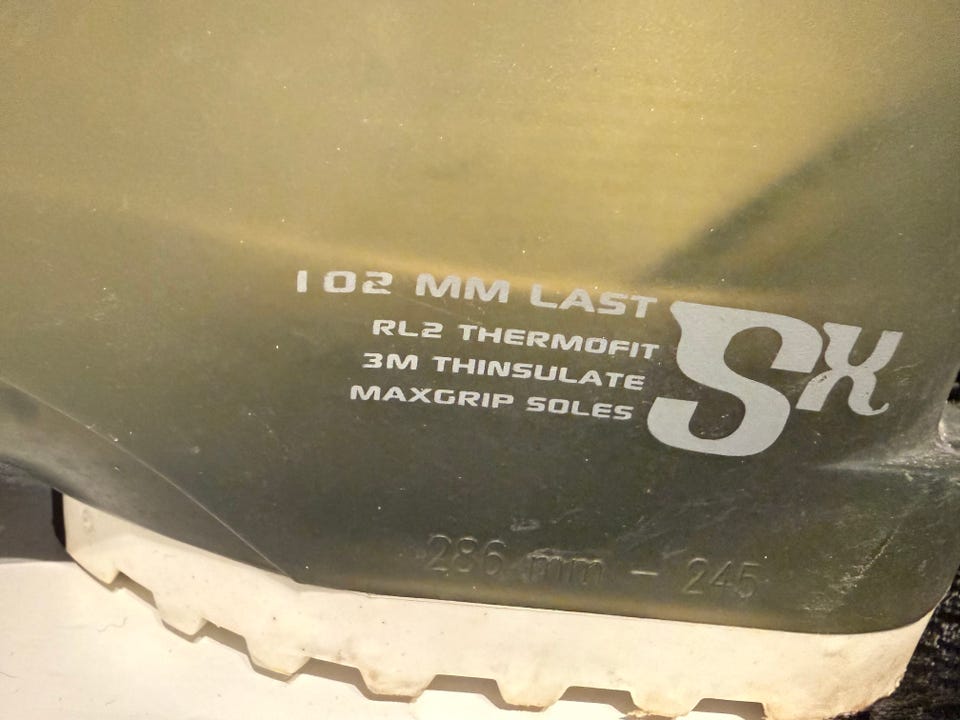 102 MM LAST
RL2 THERMOFIT
3M THINSULATE
MAXGRIP SOLES
SX
286 mm - 245